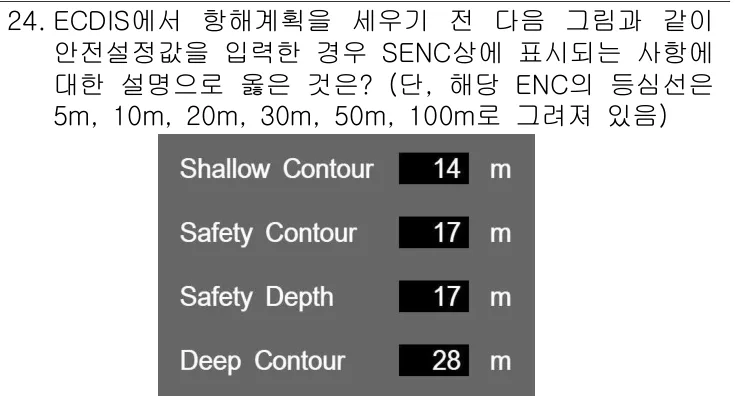 24. ECDIS에서 항해계획을 세우기 전 다음 그림과 같이
안전설정값을 입력한 경우 SENC상에 표시되는 사항에
대한 설명으로 옳은 것은? (단, 해당 ENC의 등심선은
5m, 10m, 20m, 30m, 50m, 100m로 그려져 있음)
Shallow Contour 14 m
Safety Contour 17 m
Safety Depth 17 m
Deep Contour 28 m